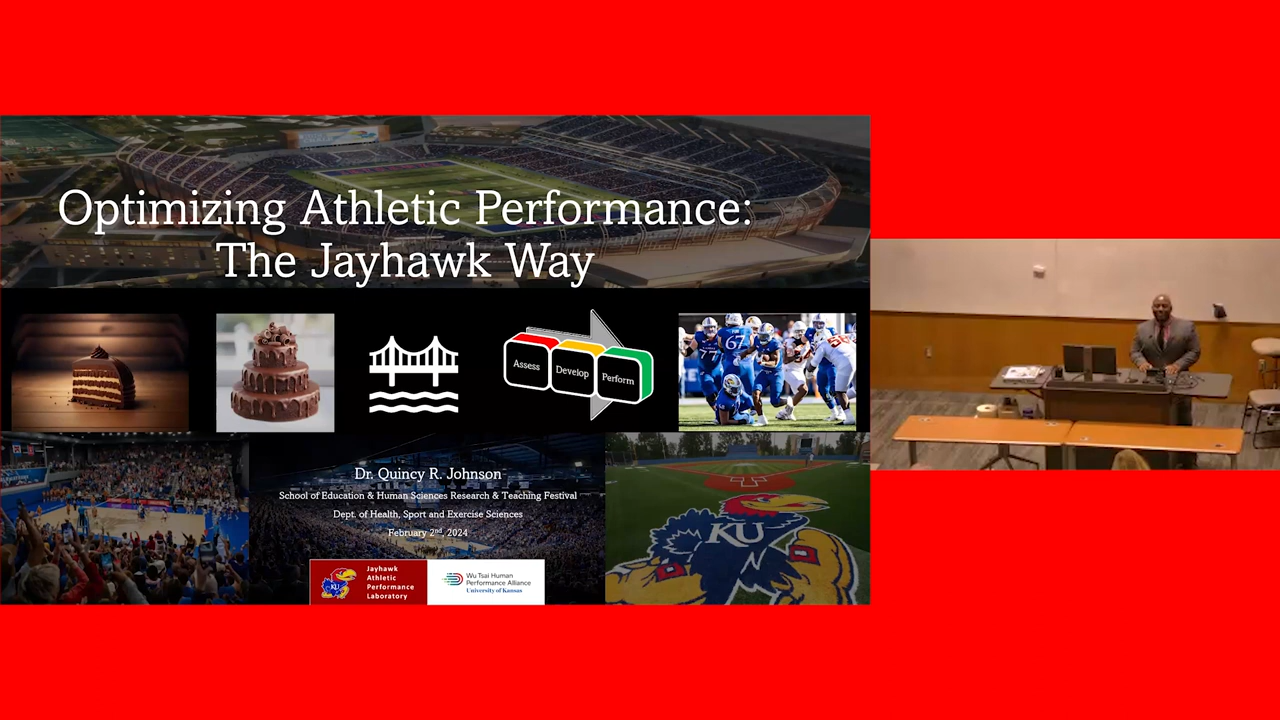 Optimizing Athletic Performance:
The Jayhawk Way
Assess
Develop
Perform
77
67
Dr. Quincy R. Johnson
School of Education & Human Sciences Research & Teaching Festival
Dept. of Health, Sport and Exercise Sciences
February 2nd, 2024
KU
KU
Jayhawk
Athletic
Performance
Laboratory
Wu Tsai Human
Performance Alliance
University of Kansas